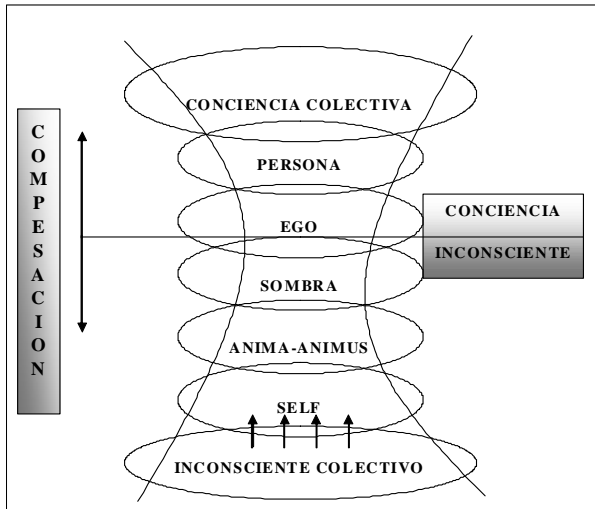 CONCIENCIA COLECTIVA
COMPESACION
PERSONA
CONCIENCIA
EGO
INCONSCIENTE
SOMBRA
ANIMA-ANIMUS
SELF
INCONSCIENTE COLECTIVO